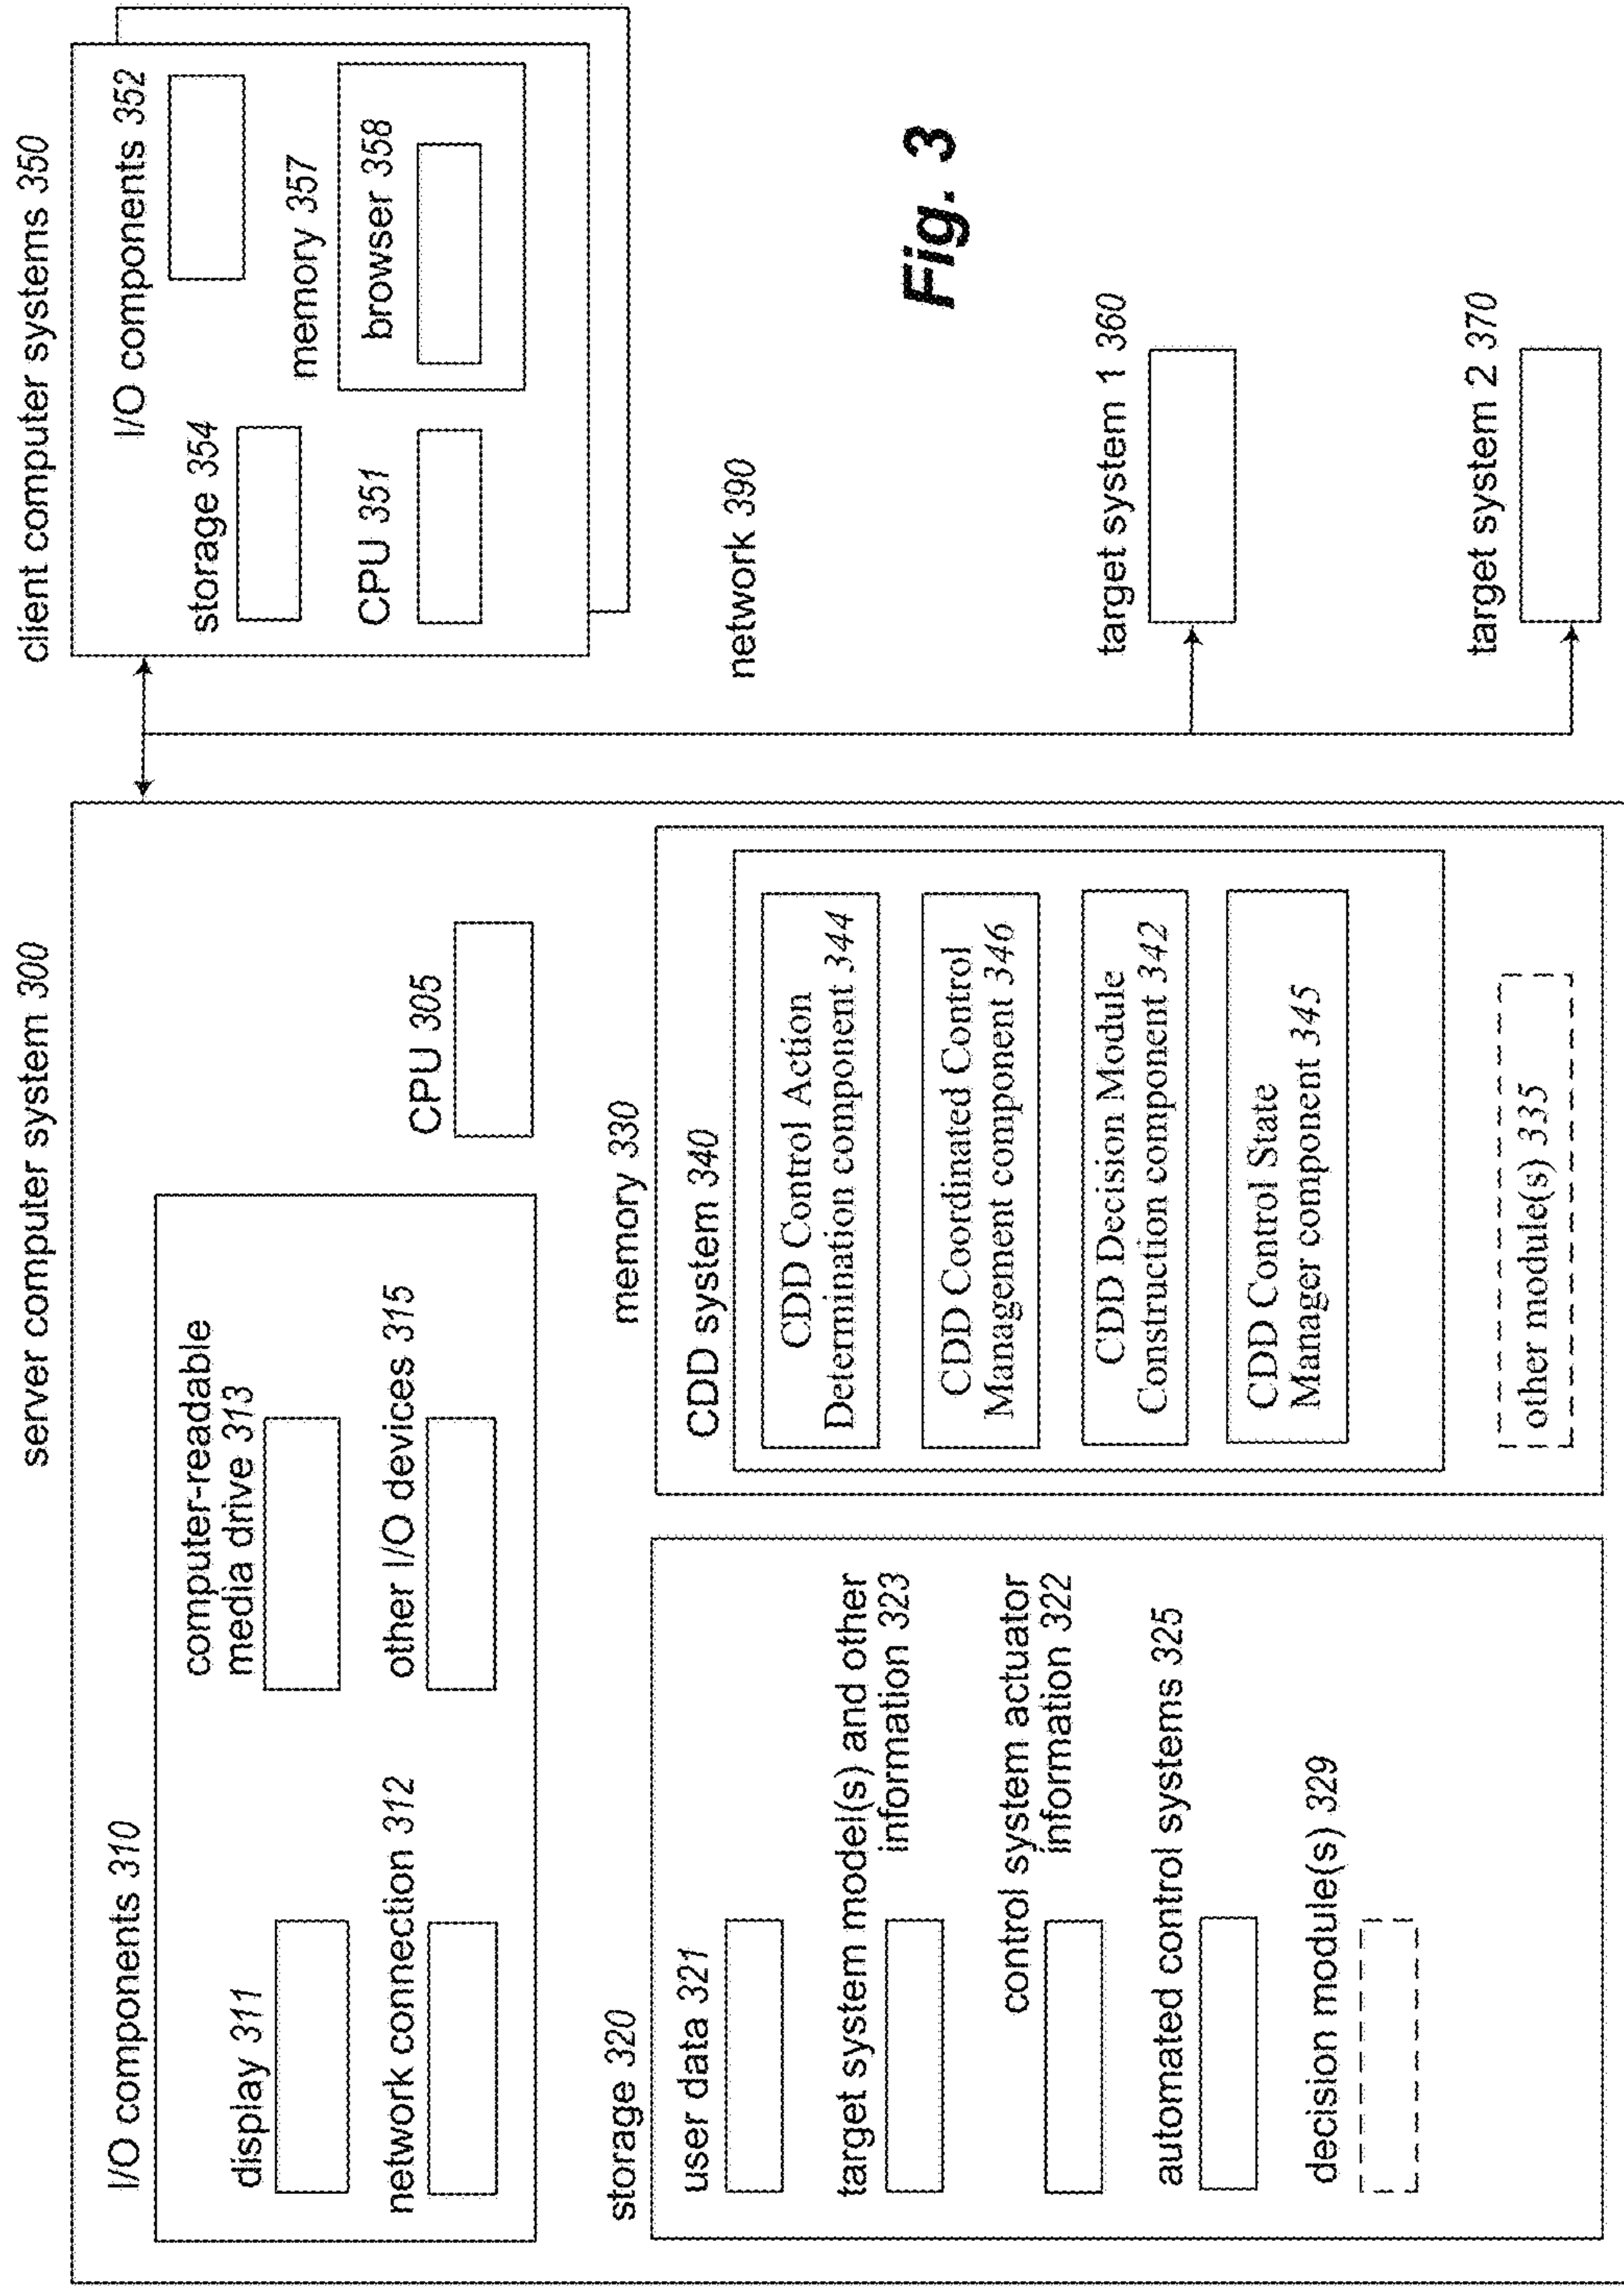 server computer system 300
I/O components 310
display 311
computer-readable
media drive 313
network connection 312
other I/O devices 315
CPU 305
storage 320
user data 321
target system model(s) and other
information 323
control system actuator
information 322
automated control systems 325
decision module(s) 329
memory 330
CDD system 340
CDD Control Action
Determination component 344
CDD Coordinated Control
Management component 346
CDD Decision Module
Construction component 342
CDD Control State
Manager component 345
other module(s) 335
client computer systems 350
I/O components 352
storage 354
memory 357
CPU 351
browser 358
network 390
Fig. 3
target system 1 360
target system 2 370